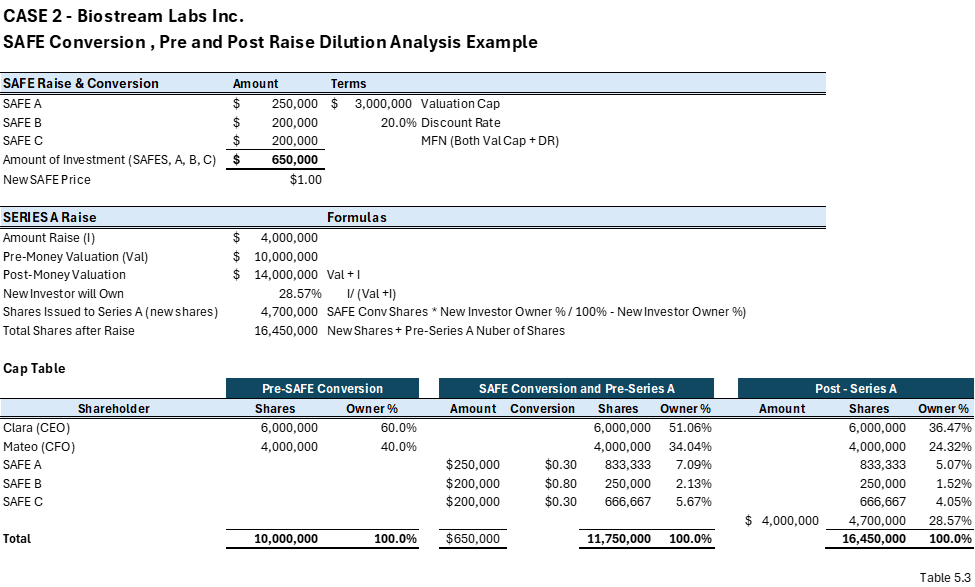 CASE 2 - Biostream Labs Inc.
SAFE Conversion , Pre and Post Raise Dilution Analysis Example
SAFE Raise & Conversion Amount Terms
SAFE A $ 250,000 $ 3,000,000 Valuation Cap
SAFE B $ 200,000 20.0% Discount Rate
SAFE C $ 200,000 MFN (Both Val Cap + DR)
Amount of Investment (SAFES, A, B, C) $ 650,000
New SAFE Price $1.00
SERIES A Raise Formulas
Amount Raise (I) $ 4,000,000
Pre-Money Valuation (Val) $ 10,000,000
Post-Money Valuation $ 14,000,000 Val + I
New Investor will Own 28.57% I/ (Val +I)
Shares Issued to Series A (new shares) 4,700,000 SAFE Conv Shares * New Investor Owner % / 100% - New Investor Owner %)
Total Shares after Raise 16,450,000 New Shares + Pre-Series A Nuber of Shares
Cap Table
Pre-SAFE Conversion SAFE Conversion and Pre-Series A Post - Series A
Shareholder Shares Owner % Amount Conversion Shares Owner % Amount Shares Owner %
Clara (CEO) 6,000,000 60.0% 6,000,000 51.06% 6,000,000 36.47%
Mateo (CFO) 4,000,000 40.0% 4,000,000 34.04% 4,000,000 24.32%
SAFE A $250,000 $0.30 833,333 7.09% 833,333 5.07%
SAFE B $200,000 $0.80 250,000 2.13% 250,000 1.52%
SAFE C $200,000 $0.30 666,667 5.67% 666,667 4.05%
$ 4,000,000 4,700,000 28.57%
Total 10,000,000 100.0% $650,000 11,750,000 100.0% 16,450,000 100.0%
Table 5.3